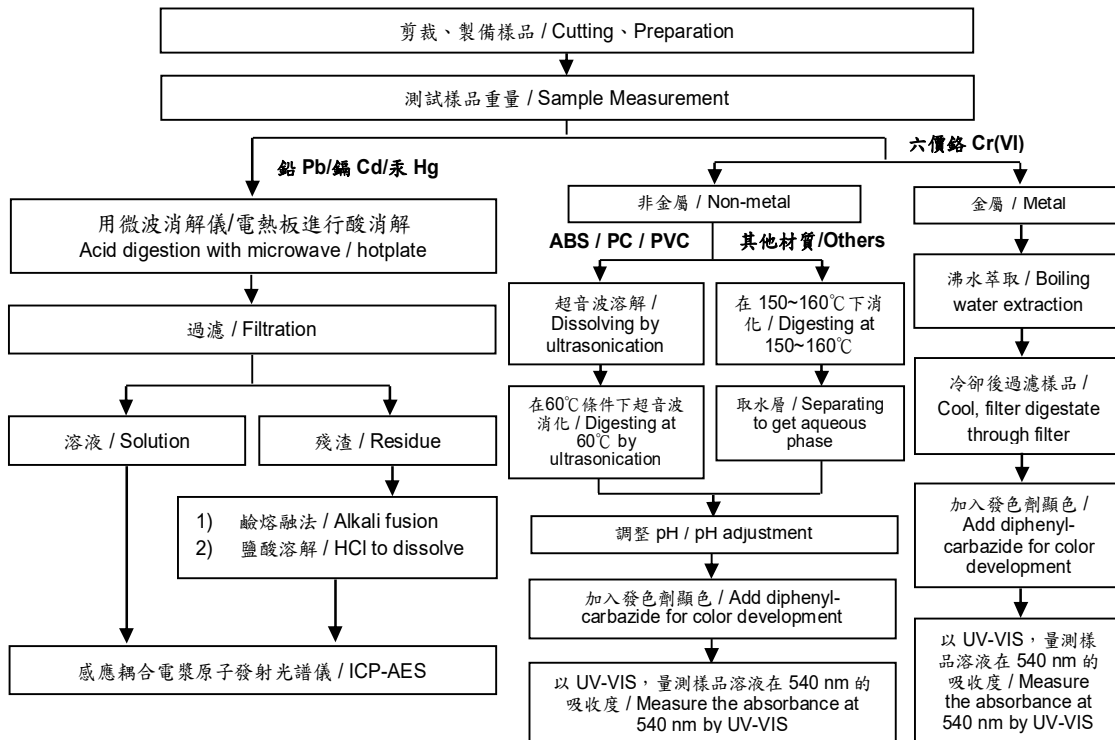 剪裁、製備樣品 / Cutting、Preparation
測試樣品重量 / Sample Measurement
鉛 Pb/鎘 Cd/汞 Hg
六價鉻 Cr(VI)
用微波消解儀/電熱板進行酸消解
Acid digestion with microwave / hotplate
過濾 / Filtration
溶液 / Solution
殘渣 / Residue
1) 鹼熔融法 / Alkali fusion
2) 鹽酸溶解 / HCl to dissolve
感應耦合電漿原子發射光譜儀 / ICP-AES
非金屬 / Non-metal
ABS / PC / PVC
其他材質/Others
超音波溶解 /
Dissolving by
ultrasonication
在 150~160℃下消
化 / Digesting at
150~160℃
在60℃條件下超音波
消化 / Digesting at
60℃ by
ultrasonication
取水層 / Separating
to get aqueous
phase
調整 pH / pH adjustment
加入發色劑顯色 / Add diphenyl-
carbazide for color development
以 UV-VIS，量測樣品溶液在 540 nm 的
吸收度 / Measure the absorbance at
540 nm by UV-VIS
金屬 / Metal
沸水萃取 / Boiling
water extraction
冷卻後過濾樣品 /
Cool, filter digestate
through filter
加入發色劑顯色 /
Add diphenyl-
carbazide for color
development
以 UV-VIS，量測樣
品溶液在 540 nm 的
吸收度 / Measure
the absorbance at
540 nm by UV-VIS